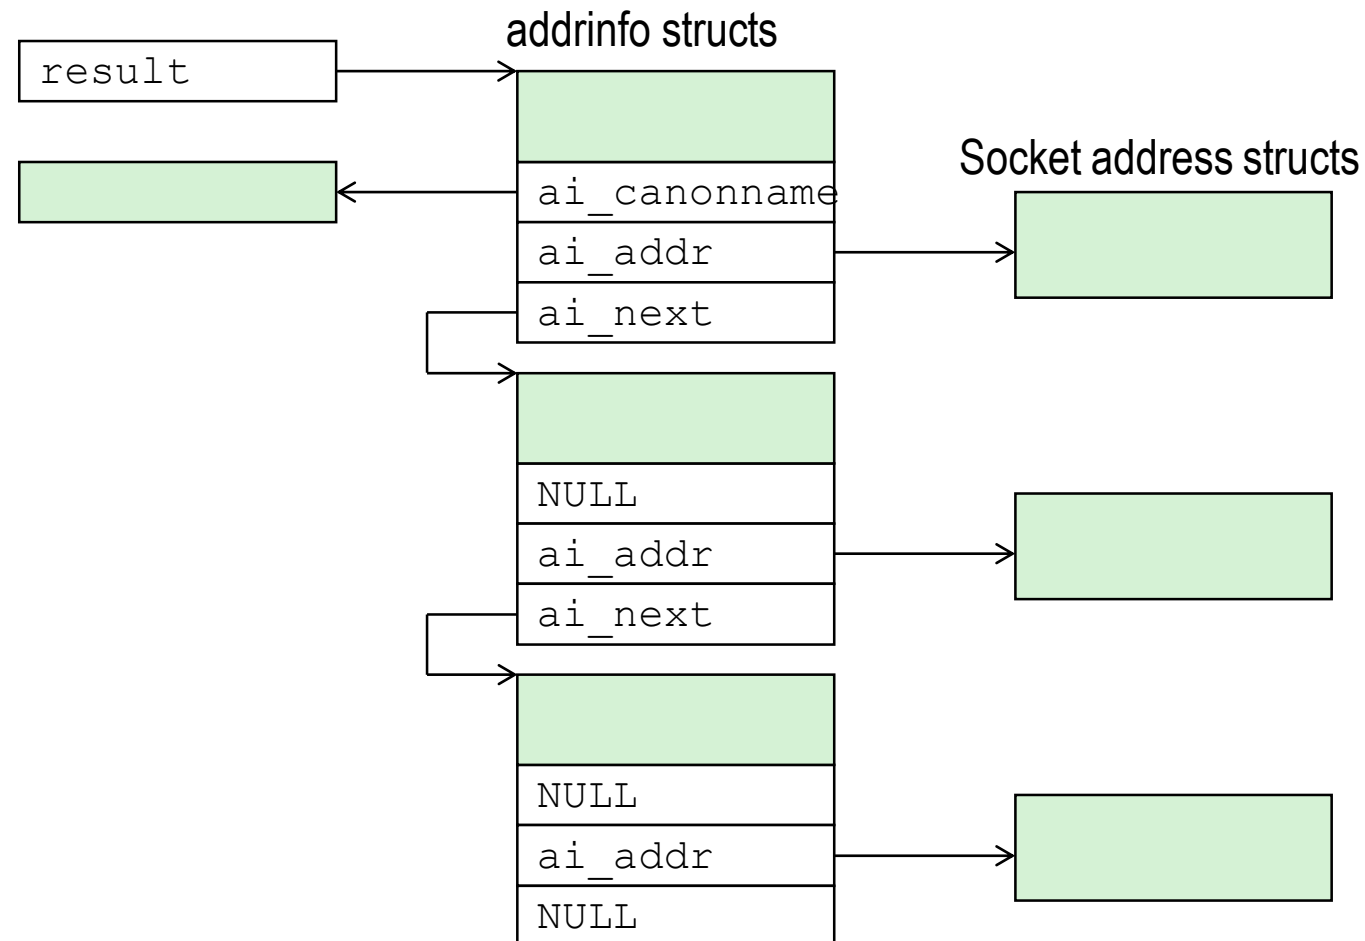 addrinfo structs
result
Socket address structs
ai_canonname
ai_addr
ai_next
NULL
ai_addr
ai_next
NULL
ai_addr
NULL